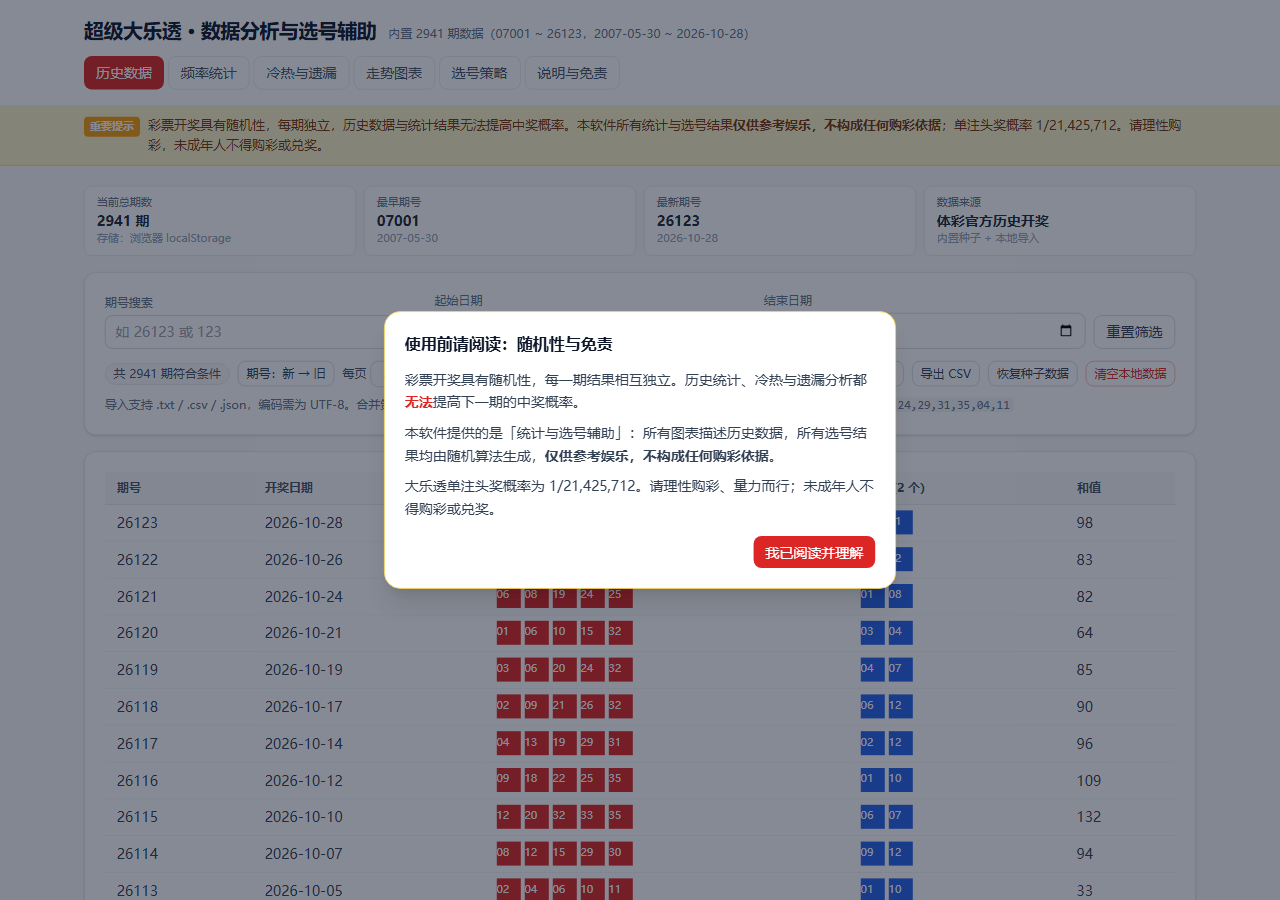 超级大乐透 • 数据分析与选号辅助 内置 2941 期数据（07001 ~ 26123，2007-05-30 ~ 2026-10-28）
历史数据 频率统计 冷热与遗漏 走势图表 选号策略 说明与免责
重要提示 彩票开奖具有随机性，每期独立，历史数据与统计结果无法提高中奖概率。本软件所有统计与选号结果仅供参考娱乐，不构成任何购彩依据；单注头奖概率 1/21,425,712。请理性购
彩，未成年人不得购彩或兑奖。
当前总期数 最早期号 最新期号 数据来源
2941 期 07001 26123 体彩官方历史开奖
存储：浏览器 localStorage 2007-05-30 2026-10-28 内置种子 + 本地导入
期号搜索 起始日期 结束日期
如 26123 或 123 重置筛选
共 2941 期符合条件 期号：新 → 旧 每页 导出 CSV 恢复种子数据 清空本地数据
导入支持 .txt / .csv / .json，编码需为 UTF-8。合并 24,29,31,35,04,11
使用前请阅读：随机性与免责
彩票开奖具有随机性，每一期结果相互独立。历史统计、冷热与遗漏分析都
无法提高下一期的中奖概率。
本软件提供的是「统计与选号辅助」：所有图表描述历史数据，所有选号结
果均由随机算法生成，仅供参考娱乐，不构成任何购彩依据。
大乐透单注头奖概率为 1/21,425,712。请理性购彩、量力而行；未成年人不
得购彩或兑奖。
我已阅读并理解
期号 开奖日期 2 个) 和值
26123 2026-10-28 1 98
26122 2026-10-26 2 83
26121 2026-10-24 06 08 19 24 25 01 08 82
26120 2026-10-21 01 06 10 15 32 03 04 64
26119 2026-10-19 03 06 20 24 32 04 07 85
26118 2026-10-17 02 09 21 26 32 06 12 90
26117 2026-10-14 04 13 19 29 31 02 12 96
26116 2026-10-12 09 18 22 25 35 01 10 109
26115 2026-10-10 12 20 32 33 35 06 07 132
26114 2026-10-07 08 12 15 29 30 09 12 94
26113 2026-10-05 02 04 06 10 11 01 10 33